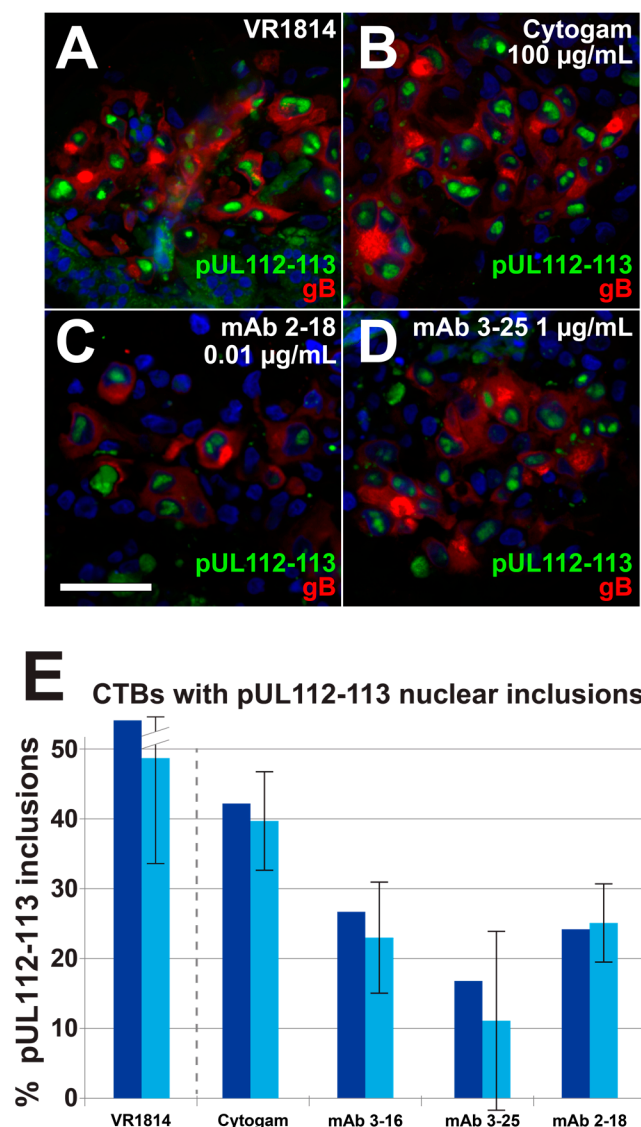 A
VR1814
pUL112-113
gB
B
Cytogam
100 µg/mL
pUL112-113
gB
C
mAb 2-18
0.01 µg/mL
pUL112-113
gB
D
mAb 3-25 1 µg/mL
pUL112-113
gB
E
CTBs with pUL112-113 nuclear inclusions
% pUL112-113 inclusions
50
40
30
20
10
0
VR1814
Cytogam
mAb 3-16
mAb 3-25
mAb 2-18